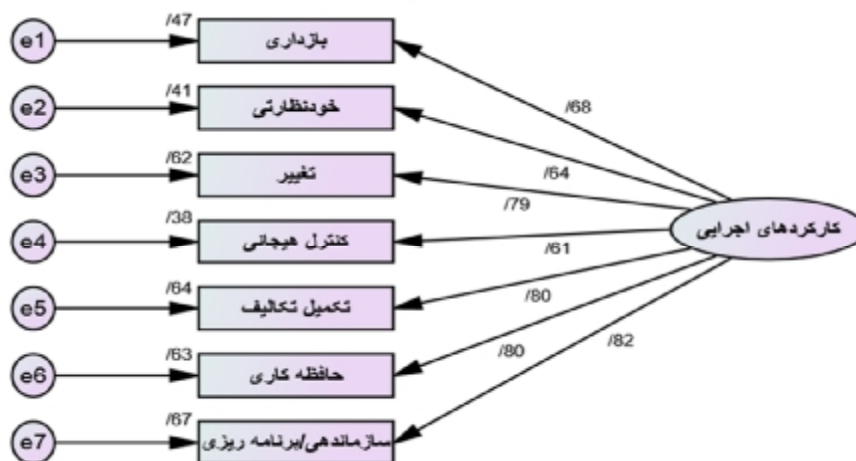 /47
e1
بازداری
/68
/41
e2
خودنظارتی
/64
/62
e3
تغییر
/79
کارکردهای اجرایی
/38
e4
کنترل هیجانی
/61
/64
e5
تکمیل تکالیف
/80
/63
e6
حافظه کاری
/80
/82
/67
e7
سازماندهی/برنامه ریزی